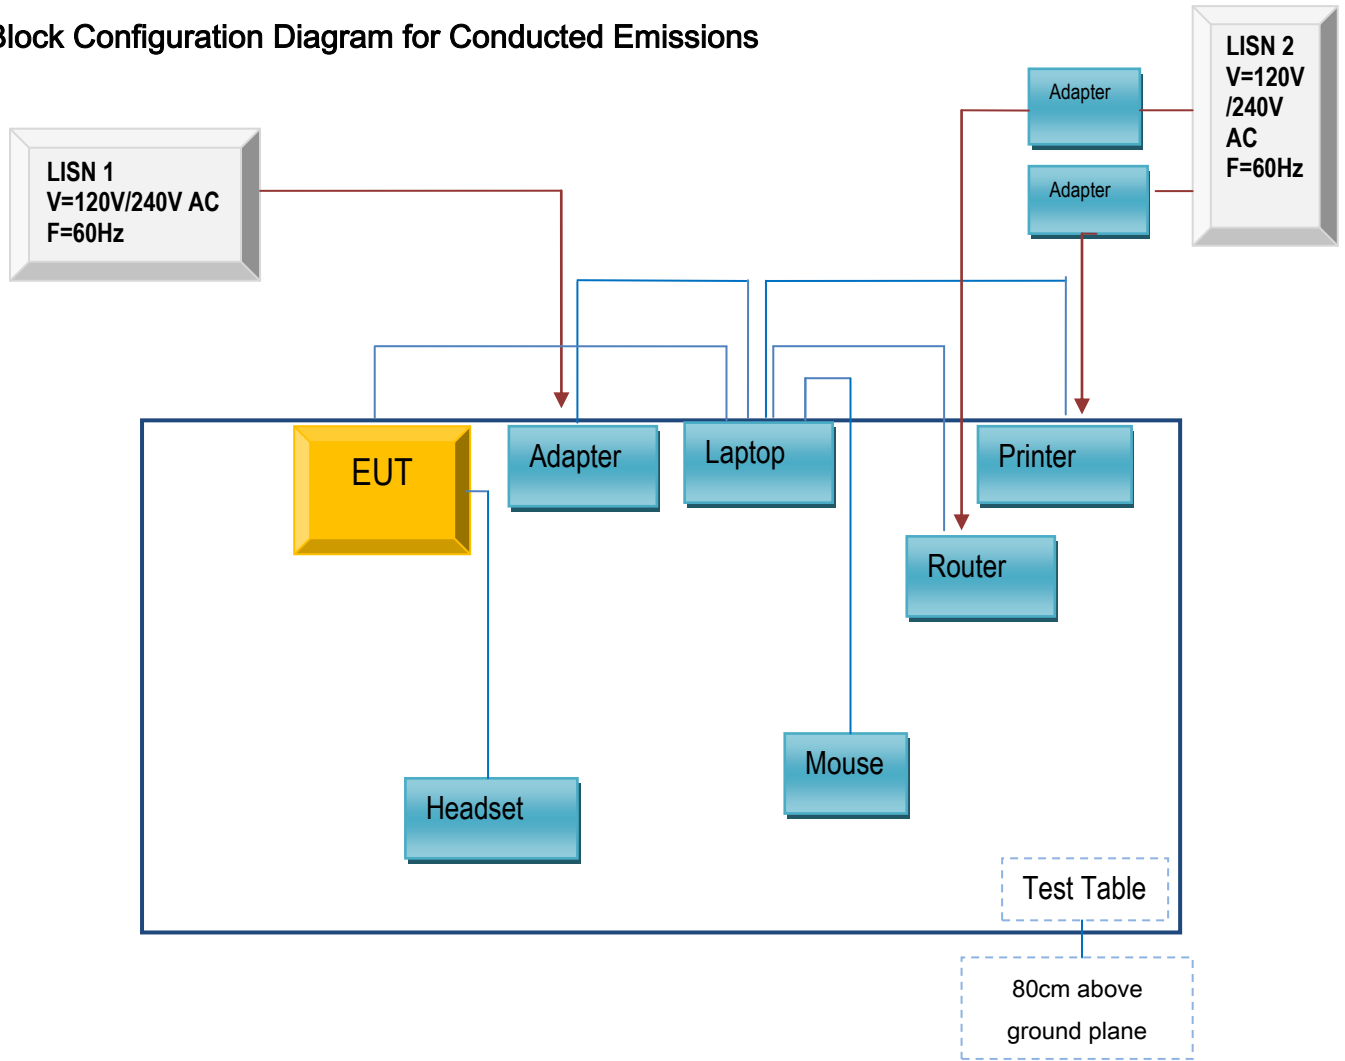 Block Configuration Diagram for Conducted Emissions
LISN 2
V=120V
/240V
AC
F=60Hz
Adapter
Adapter
LISN 1
V=120V/240V AC
F=60Hz
EUT
Adapter
Laptop
Printer
Router
Mouse
Headset
Test Table
80cm above
ground plane